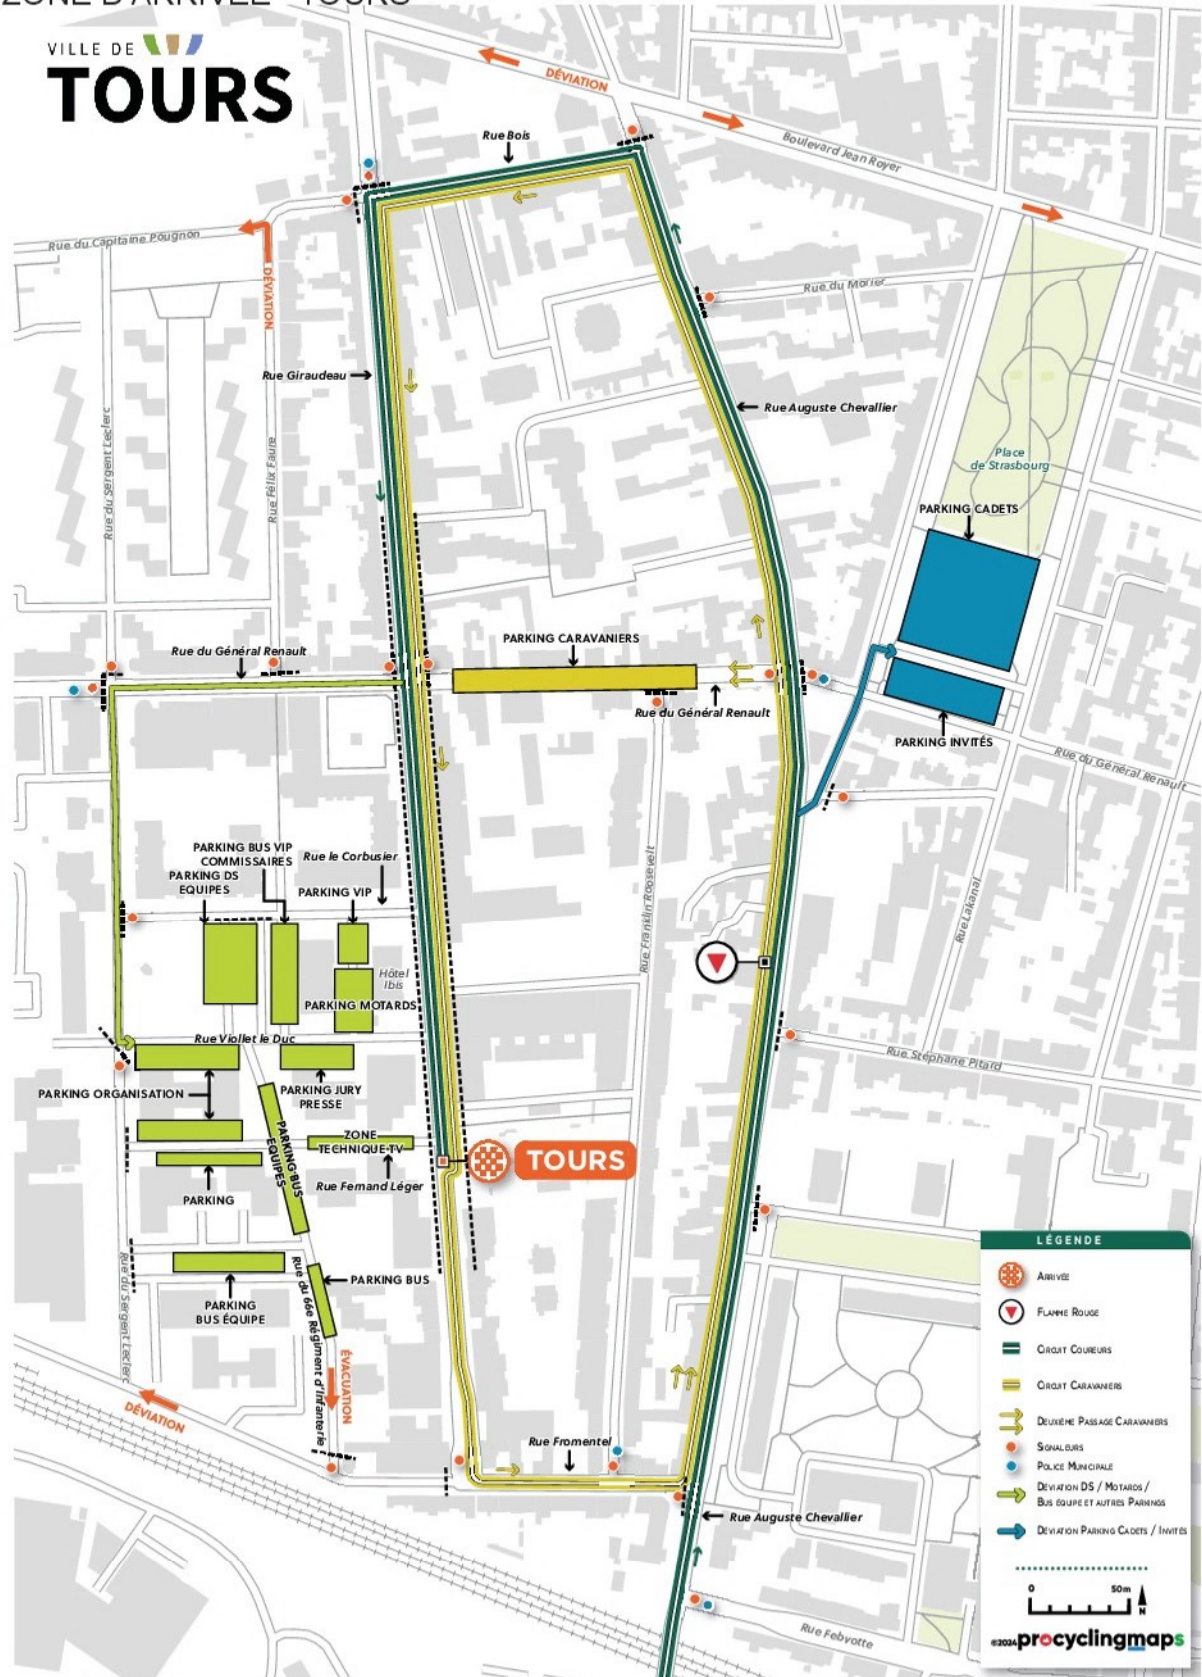 ZONE D'ARRIVÉE - TOURS
VILLE DE
TOURS
DÉVIATION
Boulevard Jean Royer
Rue Bois
Rue du Capitaine Pougnon
DÉVIATION
Rue du Morier
Rue Giraudeau
Rue Auguste Chevallier
Rue du Sergent Leclerc
Rue Félix Faure
Place
de Strasbourg
PARKING CADETS
PARKING CARAVANIERS
Rue du Général Renault
Rue du Général Renault
PARKING INVITÉS
Rue du Général Renault
PARKING BUS VIP
COMMISSAIRES
Rue le Corbusier
PARKING DS
EQUIPES
PARKING VIP
Rue Franklin Roosevelt
Rue Lakanal
Hôtel
Ibis
PARKING MOTARDS
Rue Viollet le Duc
Rue Stéphane Pitard
PARKING ORGANISATION
PARKING JURY
PRESSE
PARKING BUS
EQUIPES
ZONE
TECHNIQUE TV
TOURS
Rue Fernand Léger
PARKING
PARKING BUS
PARKING
BUS ÉQUIPE
Rue du Sergent Leclerc
Rue du 66e Régiment d'Infanterie
ÉVACUATION
DÉVIATION
Rue Fromentel
Rue Auguste Chevallier
Rue Febvotte
LÉGENDE
ARRIVÉE
FLAMME ROUGE
CIRCUIT COUREURS
CIRCUIT CARAVANIERS
DEUXIÈME PASSAGE CARAVANIERS
SIGNALEURS
POLICE MUNICIPALE
DÉVIATION DS / MOTARDS /
BUS ÉQUIPE ET AUTRES PARKINGS
DÉVIATION PARKING CADETS / INVITÉS
0 50m
N
©2024 procyclingmaps